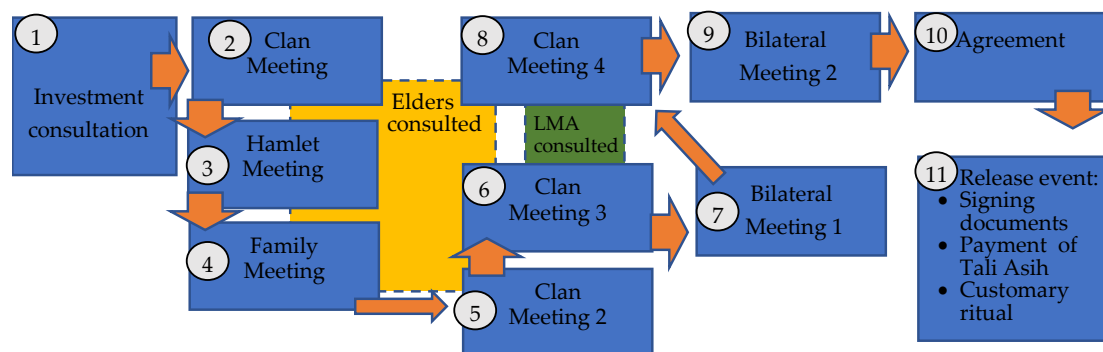 1
Investment
consultation
2
Clan
Meeting
3
Hamlet
Meeting
4
Family
Meeting
Elders
consulted
5
Clan
Meeting 2
6
Clan
Meeting 3
LMA
consulted
7
Bilateral
Meeting 1
8
Clan
Meeting 4
9
Bilateral
Meeting 2
10
Agreement
11
Release event:
• Signing
documents
• Payment of
Tali Asih
• Customary
ritual